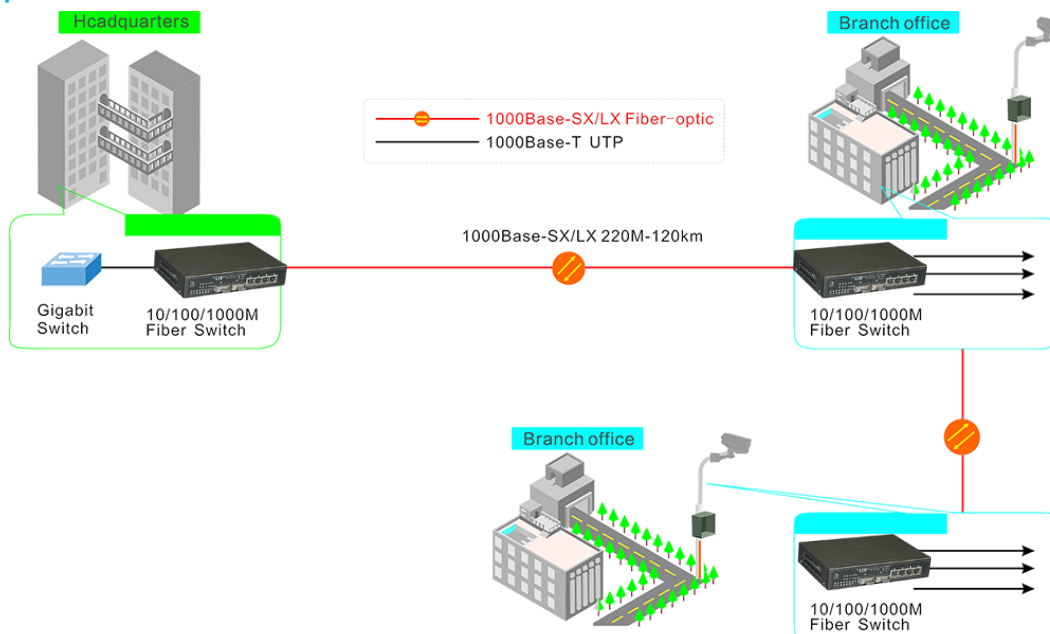 Hcadquarters
Branch office
1000Base-SX/LX Fiber-optic
1000Base-T UTP
1000Base-SX/LX 220M-120km
Gigabit
Switch
10/100/1000M
Fiber Switch
10/100/1000M
Fiber Switch
Branch office
10/100/1000M
Fiber Switch